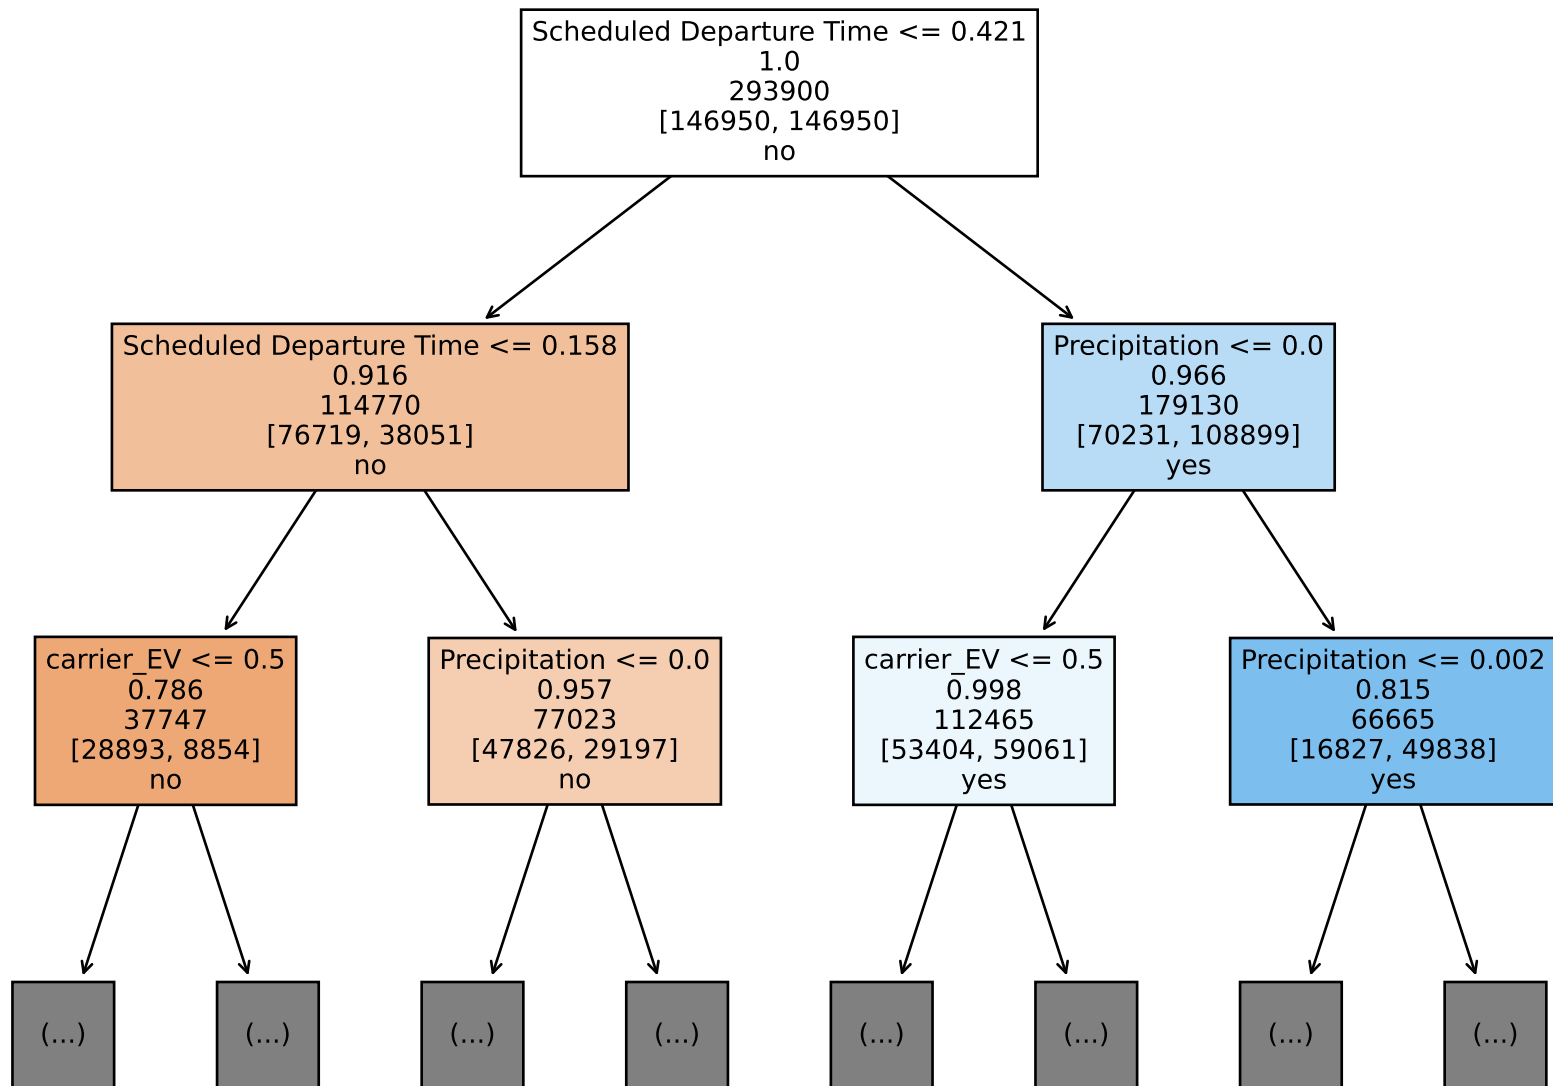 Scheduled Departure Time <= 0.421
1.0
293900
[146950, 146950]
no
Scheduled Departure Time <= 0.158
0.916
114770
[76719, 38051]
no
Precipitation <= 0.0
0.966
179130
[70231, 108899]
yes
carrier_EV <= 0.5
0.786
37747
[28893, 8854]
no
Precipitation <= 0.0
0.957
77023
[47826, 29197]
no
carrier_EV <= 0.5
0.998
112465
[53404, 59061]
yes
Precipitation <= 0.002
0.815
66665
[16827, 49838]
yes
(...)
(...)
(...)
(...)
(...)
(...)
(...)
(...)